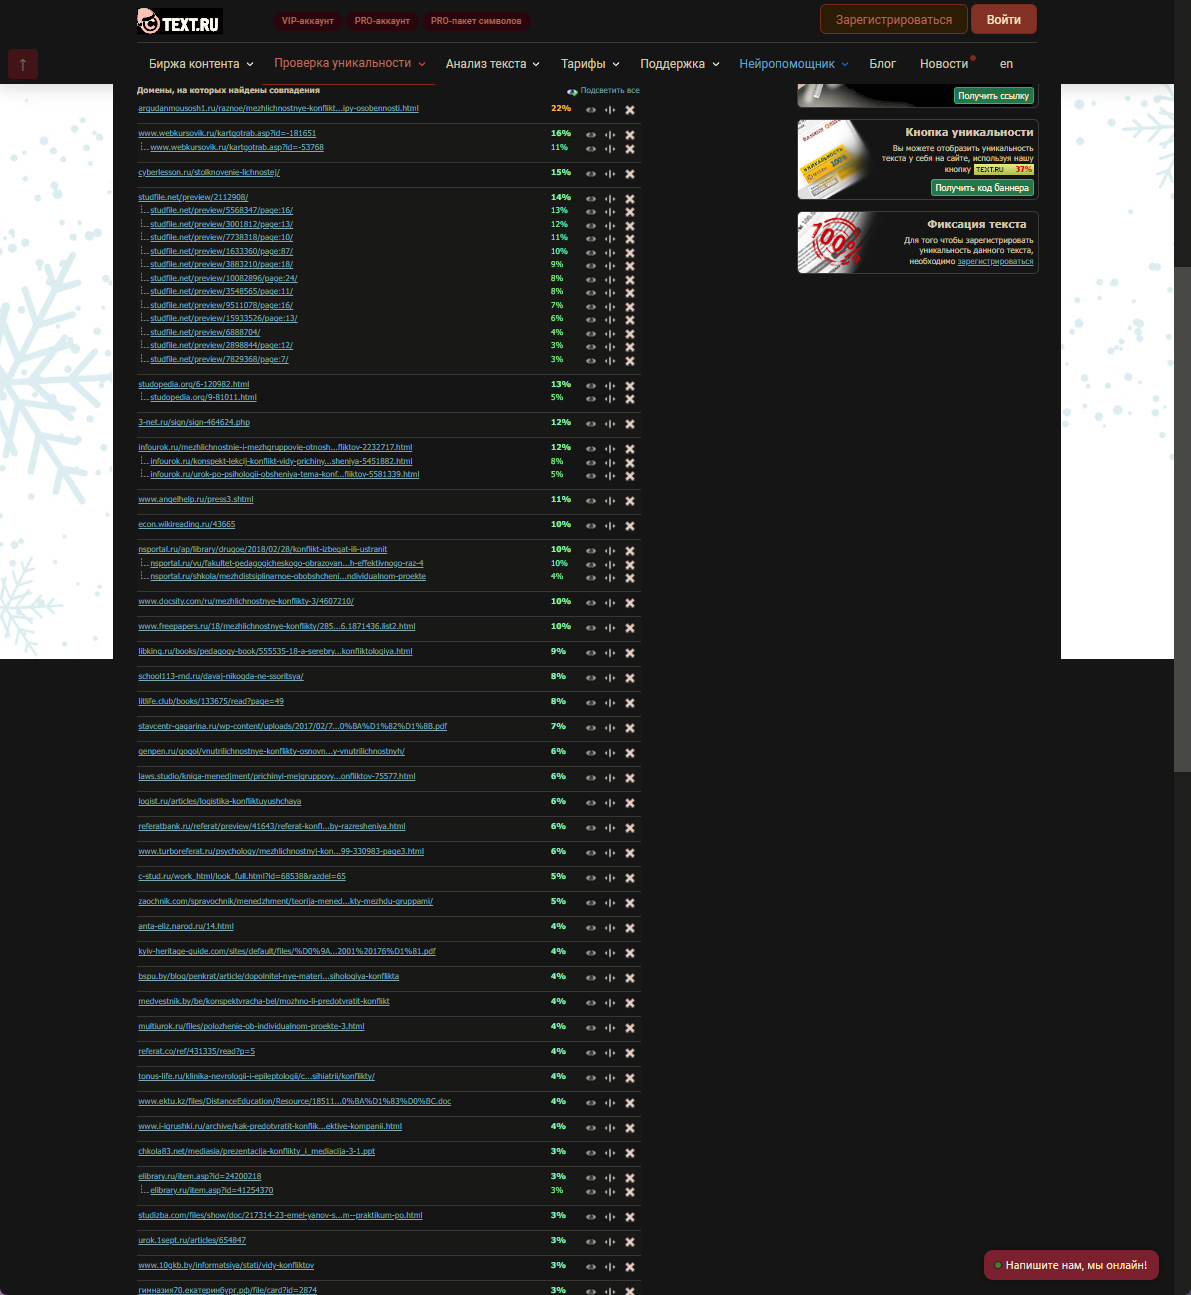 TEXT.RU
VIP-аккаунт PRO-аккаунт PRO-пакет символов
Зарегистрироваться Войти
Биржа контента Проверка уникальности Анализ текста Тарифы Поддержка Нейропомощник Блог Новости en
Домены, на которых найдены совпадения Подсветить все
argudanmousosh1.ru/raznoe/mezhlichnostnye-konflikt...ipy-osobennosti.html 22%
www.webkursovik.ru/kartgotrab.asp?id=-181651 16%
www.webkursovik.ru/kartgotrab.asp?id=-53768 11%
cyberlesson.ru/stolknovenie-lichnostej/ 15%
studfile.net/preview/2112908/ 14%
studfile.net/preview/5568347/page:16/ 13%
studfile.net/preview/3001812/page:13/ 12%
studfile.net/preview/7738318/page:10/ 11%
studfile.net/preview/1633360/page:87/ 10%
studfile.net/preview/3883210/page:18/ 9%
studfile.net/preview/10082896/page:24/ 8%
studfile.net/preview/3548565/page:11/ 8%
studfile.net/preview/9511078/page:16/ 7%
studfile.net/preview/15933526/page:13/ 6%
studfile.net/preview/6888704/ 4%
studfile.net/preview/2898844/page:12/ 3%
studfile.net/preview/7829368/page:7/ 3%
studopedia.org/6-120982.html 13%
studopedia.org/9-81011.html 5%
3-net.ru/sign/sign-464624.php 12%
infourok.ru/mezhlichnostnie-i-mezhgruppovie-otnosh...fliktov-2232717.html 12%
infourok.ru/konspekt-lekcij-konflikt-vidy-prichiny...sheniya-5451882.html 8%
infourok.ru/urok-po-psihologii-obsheniya-tema-konf...fliktov-5581339.html 5%
www.angelhelp.ru/press3.shtml 11%
econ.wikireading.ru/43665 10%
nsportal.ru/ap/library/drugoe/2018/02/28/konflikt-izbegat-ili-ustranit 10%
nsportal.ru/vu/fakultet-pedagogicheskogo-obrazovan...h-effektivnogo-raz-4 10%
nsportal.ru/shkola/mezhdistsiplinarnoe-obobshcheni...ndividualnom-proekte 4%
www.docsity.com/ru/mezhlichnostnye-konflikty-3/4607210/ 10%
www.freepapers.ru/18/mezhlichnostnye-konflikty/285...6.1871436.list2.html 10%
libking.ru/books/pedagogy-book/555535-18-a-serebry...konfliktologiya.html 9%
school113-rnd.ru/davaj-nikogda-ne-ssoritsya/ 8%
litlife.club/books/133675/read?page=49 8%
stavcentr-gagarina.ru/wp-content/uploads/2017/02/7...0%BA%D1%82%D1%8B.pdf 7%
genpen.ru/gogol/vnutrilichnostnye-konflikty-osnovn...y-vnutrilichnostnyh/ 6%
laws.studio/kniga-menedjment/prichinyi-mejgruppovy...onfliktov-75577.html 6%
logist.ru/articles/logistika-konfliktuyushchaya 6%
referatbank.ru/referat/preview/41643/referat-konfl...by-razresheniya.html 6%
www.turboreferat.ru/psychology/mezhlichnostnyj-kon...99-330983-page3.html 6%
c-stud.ru/work_html/look_full.html?id=68538&razdel=65 5%
zaochnik.com/spravochnik/menedzhment/teorija-mened...kty-mezhdu-gruppami/ 5%
anta-eliz.narod.ru/14.html 4%
kyiv-heritage-guide.com/sites/default/files/%D0%9A...2001%20176%D1%81.pdf 4%
bspu.by/blog/penkrat/article/dopolnitel-nye-materi...sihologiya-konflikta 4%
medvestnik.by/be/konspektvracha-bel/mozhno-li-predotvratit-konflikt 4%
multiurok.ru/files/polozhenie-ob-individualnom-proekte-3.html 4%
referat.co/ref/431335/read?p=5 4%
tonus-life.ru/klinika-nevrologii-i-epileptologii/c...sihiatrii/konflikty/ 4%
www.ektu.kz/files/DistanceEducation/Resource/18511...0%BA%D1%83%D0%BC.doc 4%
www.i-igrushki.ru/archive/kak-predotvratit-konflik...ektive-kompanii.html 4%
chkola83.net/mediasia/prezentacija-konflikty_i_mediacija-3-1.ppt 3%
elibrary.ru/item.asp?id=24200218 3%
elibrary.ru/item.asp?id=41254370 3%
studizba.com/files/show/doc/217314-23-emel-yanov-s...m--praktikum-po.html 3%
urok.1sept.ru/articles/654847 3%
www.10gkb.by/informatsiya/stati/vidy-konfliktov 3%
гимназия70.екатеринбург.рф/file/card?id=2874 3%
Получить ссылку
Кнопка уникальности
Вы можете отобразить уникальность
текста у себя на сайте, используя нашу
кнопку TEXT.RU 37%
Получить код баннера
УНИКАЛЬНОСТЬ
100%
Фиксация текста
Для того чтобы зарегистрировать
уникальность данного текста,
необходимо зарегистрироваться
100%
Напишите нам, мы онлайн!